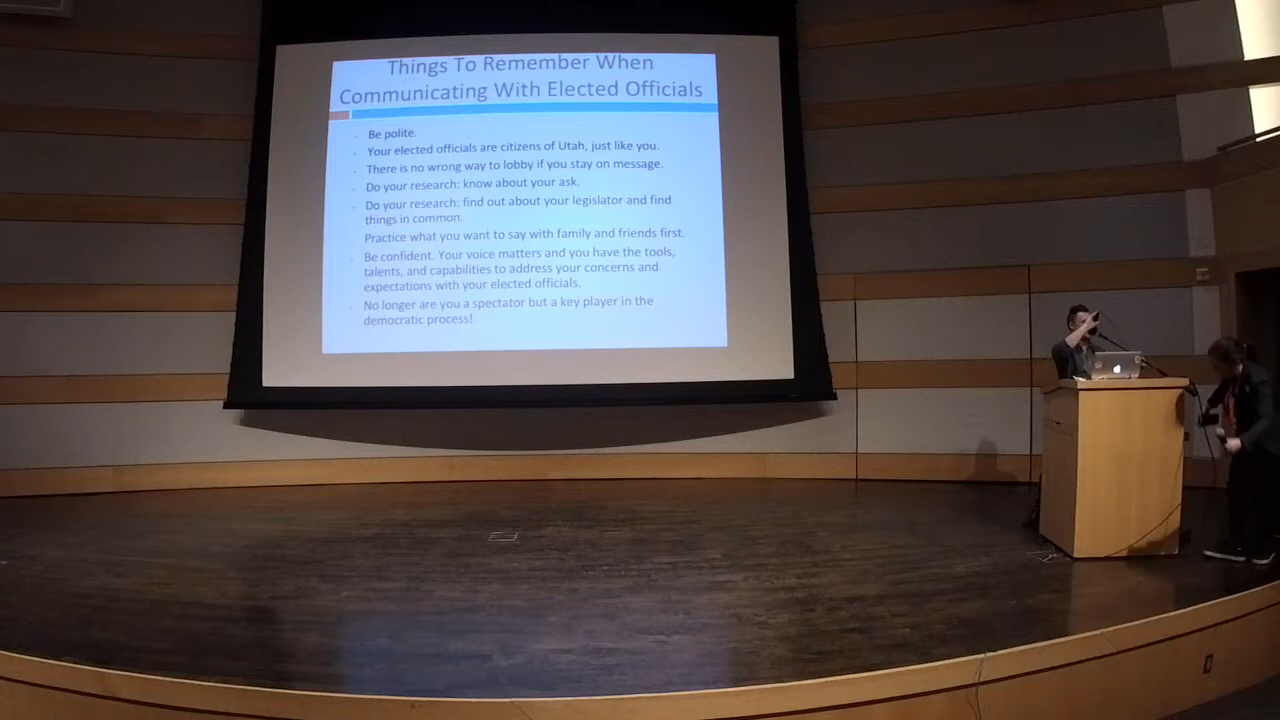 Things To Remember When
Communicating With Elected Officials
Be polite.
Your elected officials are citizens of Utah, just like you.
There is no wrong way to lobby if you stay on message.
Do your research: know about your ask.
Do your research: find out about your legislator and find
things in common.
Practice what you want to say with family and friends first.
Be confident. Your voice matters and you have the tools,
talents, and capabilities to address your concerns and
expectations with your elected officials.
No longer are you a spectator but a key player in the
democratic process!